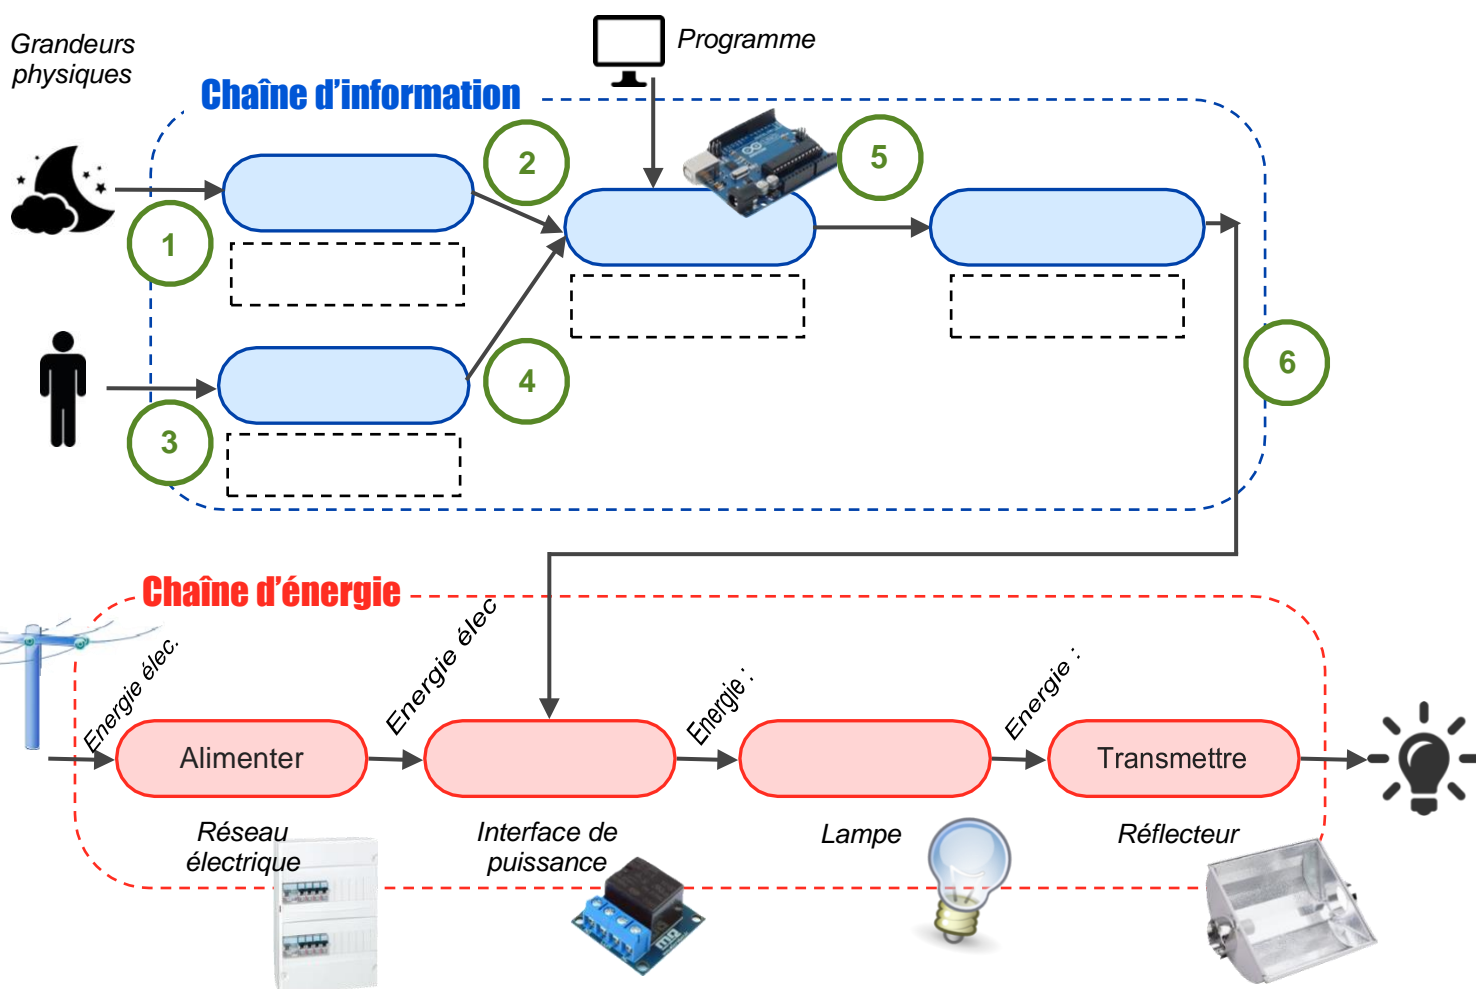 Grandeurs
physiques
Programme
Chaîne d'information
1
2
3
4
5
6
Chaîne d'énergie
Energie élec.
Energie élec
Energie :
Energie :
Alimenter
Transmettre
Réseau
électrique
Interface de
puissance
Lampe
Réflecteur